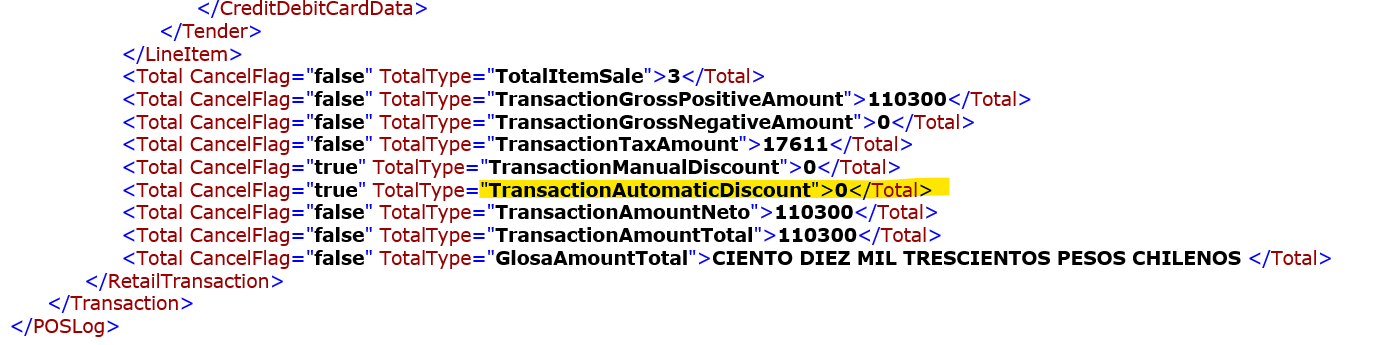 </CreditDebitCardData>
</Tender>
</LineItem>
<Total CancelFlag="false" TotalType="TotalItemSale">3</Total>
<Total CancelFlag="false" TotalType="TransactionGrossPositiveAmount">110300</Total>
<Total CancelFlag="false" TotalType="TransactionGrossNegativeAmount">0</Total>
<Total CancelFlag="false" TotalType="TransactionTaxAmount">17611</Total>
<Total CancelFlag="true" TotalType="TransactionManualDiscount">0</Total>
<Total CancelFlag="true" TotalType="TransactionAutomaticDiscount">0</Total>
<Total CancelFlag="false" TotalType="TransactionAmountNeto">110300</Total>
<Total CancelFlag="false" TotalType="TransactionAmountTotal">110300</Total>
<Total CancelFlag="false" TotalType="GlosaAmountTotal">CIENTO DIEZ MIL TRESCIENTOS PESOS CHILENOS </Total>
</RetailTransaction>
</Transaction>
</POSLog>